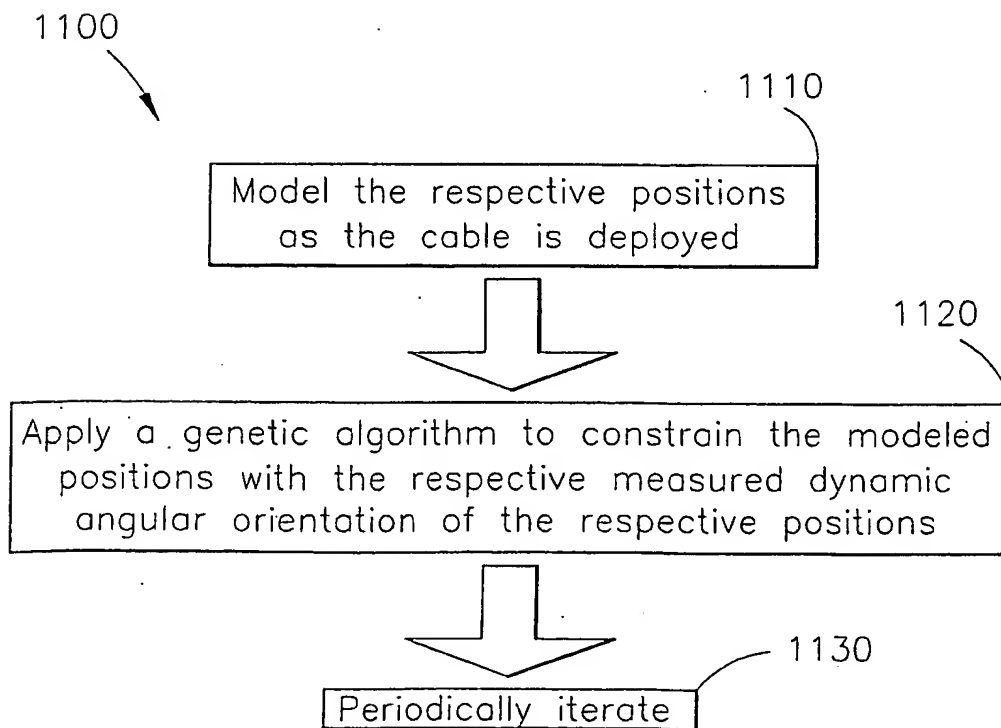 1100
1110
Model the respective positions
as the cable is deployed
1120
Apply a genetic algorithm to constrain the modeled
positions with the respective measured dynamic
angular orientation of the respective positions
1130
Periodically iterate